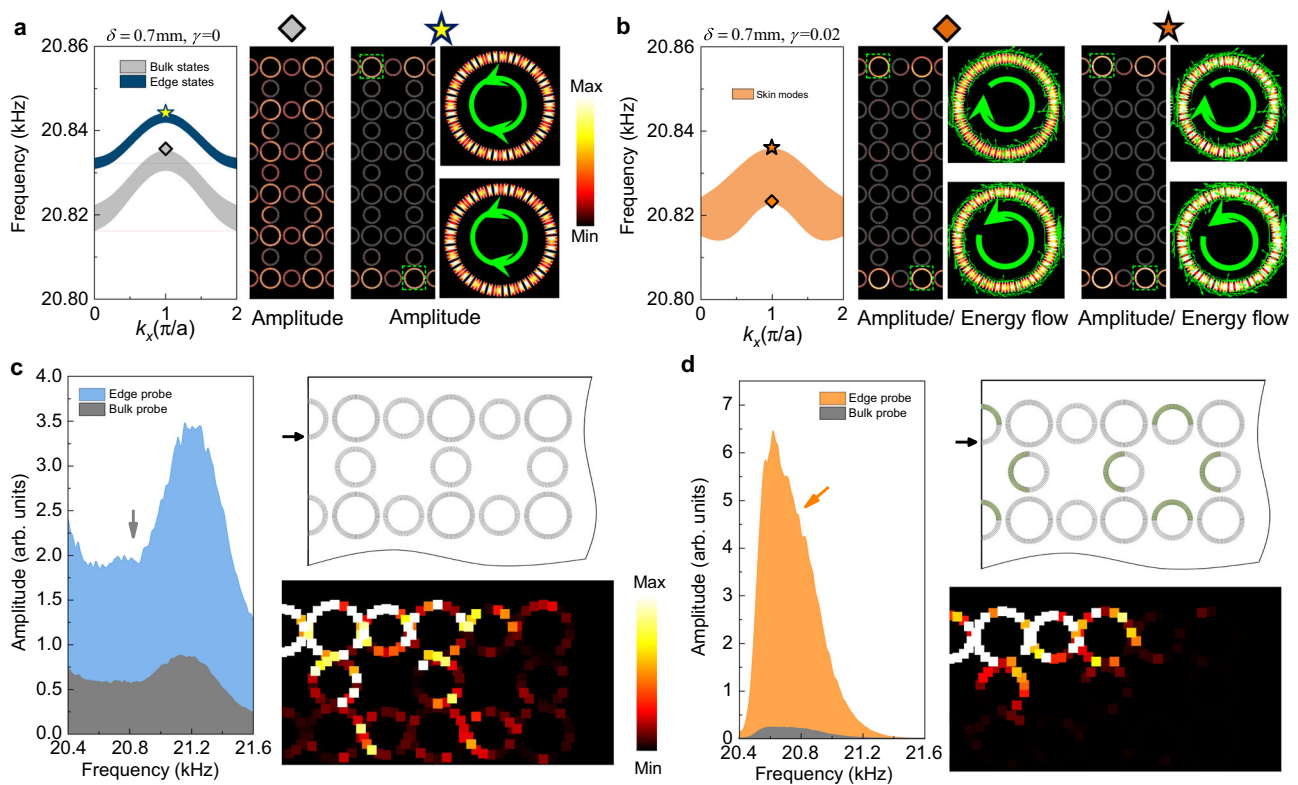 a
δ = 0.7mm, γ=0
20.86
20.84
20.82
20.80
Frequency (kHz)
Bulk states
Edge states
0
1
2
kx(π/a)
Amplitude
Amplitude
Max
Min
b
δ = 0.7mm, γ=0.02
20.86
20.84
20.82
20.80
Frequency (kHz)
Skin modes
0
1
2
kx(π/a)
Amplitude/ Energy flow
Amplitude/ Energy flow
c
4.0
3.5
3.0
2.5
2.0
1.5
1.0
0.5
0.0
Amplitude (arb. units)
Edge probe
Bulk probe
20.4
20.8
21.2
21.6
Frequency (kHz)
Max
Min
d
7
6
5
4
3
2
1
0
Amplitude (arb. units)
Edge probe
Bulk probe
20.4
20.8
21.2
21.6
Frequency (kHz)